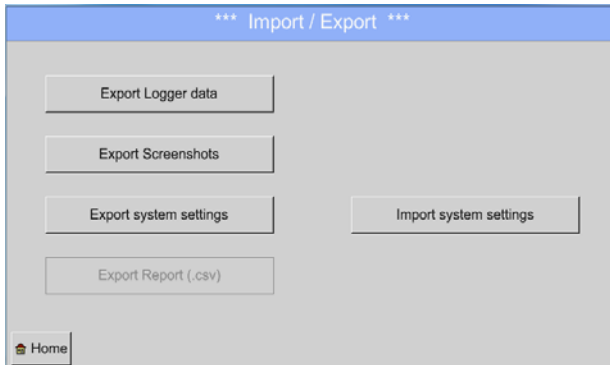 *** Import / Export ***
Export Logger data
Export Screenshots
Export system settings
Import system settings
Export Report (.csv)
Home